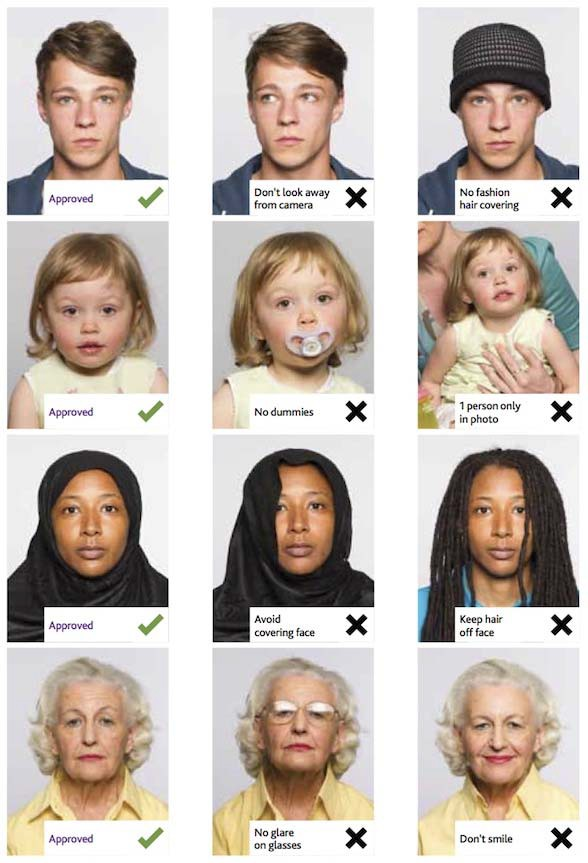 Approved
Don't look away
from camera
No fashion
hair covering
Approved
No dummies
1 person only
in photo
Approved
Avoid
covering face
Keep hair
off face
Approved
No glare
on glasses
Don't smile